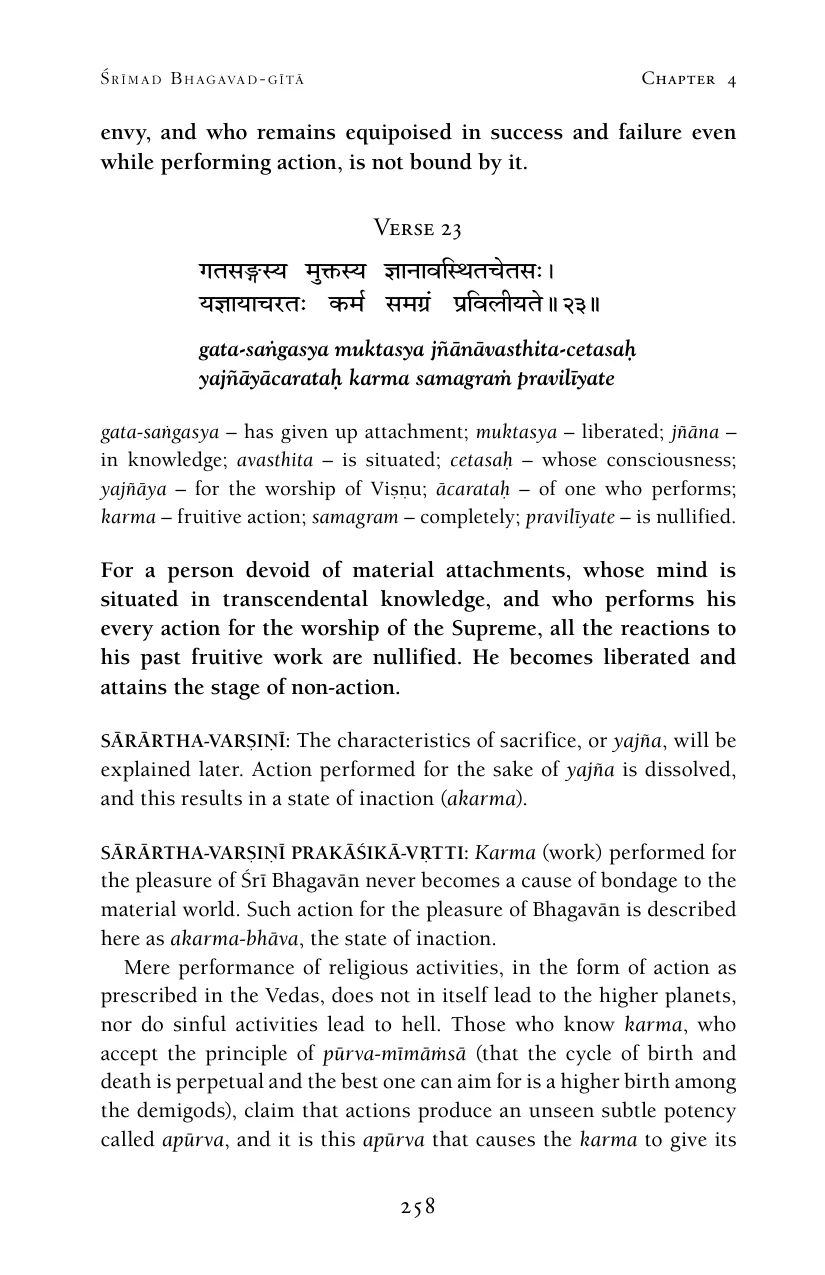 Śrīmad Bhagavad-gītā Chapter 4
envy, and who remains equipoised in success and failure even
while performing action, is not bound by it.
Verse 23
गतसङ्गस्य मुक्तस्य ज्ञानावस्थितचेतसः।
यज्ञायाचरतः कर्म समग्रं प्रविलीयते॥२३॥
gata-saṅgasya muktasya jñānāvasthita-cetasaḥ
yajñāyācarataḥ karma samagraṁ pravilīyate
gata-saṅgasya – has given up attachment; muktasya – liberated; jñāna –
in knowledge; avasthita – is situated; cetasaḥ – whose consciousness;
yajñāya – for the worship of Viṣṇu; ācarataḥ – of one who performs;
karma – fruitive action; samagram – completely; pravilīyate – is nullified.
For a person devoid of material attachments, whose mind is
situated in transcendental knowledge, and who performs his
every action for the worship of the Supreme, all the reactions to
his past fruitive work are nullified. He becomes liberated and
attains the stage of non-action.
SĀRĀRTHA-VARṢIṆĪ: The characteristics of sacrifice, or yajña, will be
explained later. Action performed for the sake of yajña is dissolved,
and this results in a state of inaction (akarma).
SĀRĀRTHA-VARṢIṆĪ PRAKĀŚIKĀ-VṚTTI: Karma (work) performed for
the pleasure of Śrī Bhagavān never becomes a cause of bondage to the
material world. Such action for the pleasure of Bhagavān is described
here as akarma-bhāva, the state of inaction.
Mere performance of religious activities, in the form of action as
prescribed in the Vedas, does not in itself lead to the higher planets,
nor do sinful activities lead to hell. Those who know karma, who
accept the principle of pūrva-mīmāṁsā (that the cycle of birth and
death is perpetual and the best one can aim for is a higher birth among
the demigods), claim that actions produce an unseen subtle potency
called apūrva, and it is this apūrva that causes the karma to give its
258